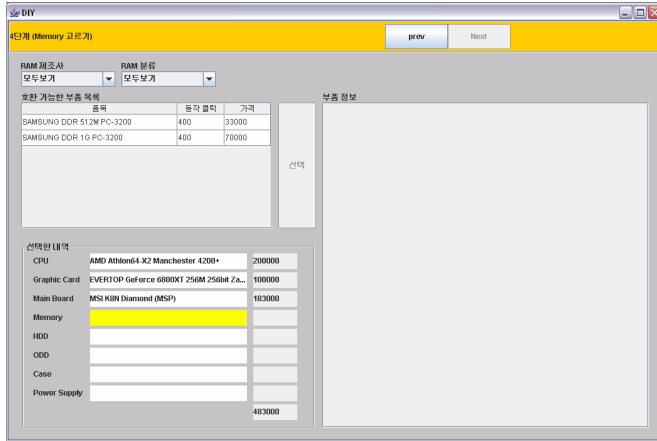 DIY
4단계 (Memory 고르기)
prev
Next
RAM 제조사
RAM 분류
모두보기
모두보기
호환 가능한 부품 목록
부품 정보
품목 동작 클럭 가격
SAMSUNG DDR 512M PC-3200 400 33000
SAMSUNG DDR 1G PC-3200 400 70000
선택
선택한 내역
CPU AMD Athlon64-X2 Manchester 4200+ 200000
Graphic Card EVERTOP GeForce 6800XT 256M 256bit Za... 100000
Main Board MSI K8N Diamond (MSP) 183000
Memory
HDD
ODD
Case
Power Supply
483000